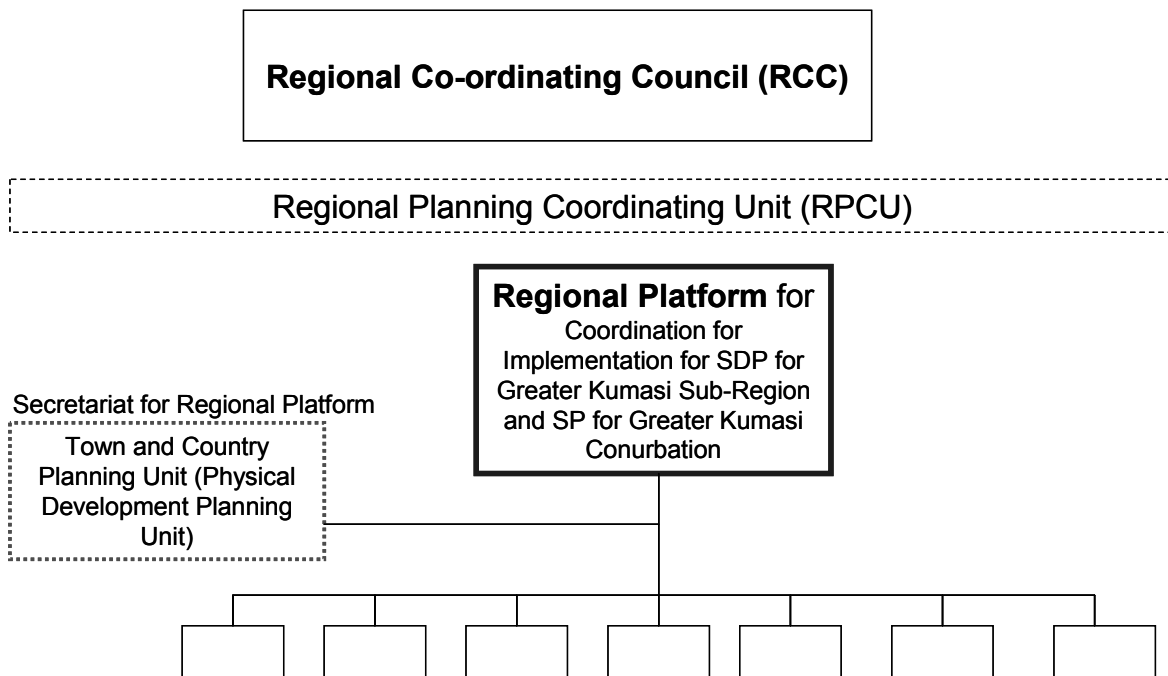 Regional Co-ordinating Council (RCC)
Regional Planning Coordinating Unit (RPCU)
Regional Platform for
Coordination for
Implementation for SDP for
Greater Kumasi Sub-Region
and SP for Greater Kumasi
Conurbation
Secretariat for Regional Platform
Town and Country
Planning Unit (Physical
Development Planning
Unit)